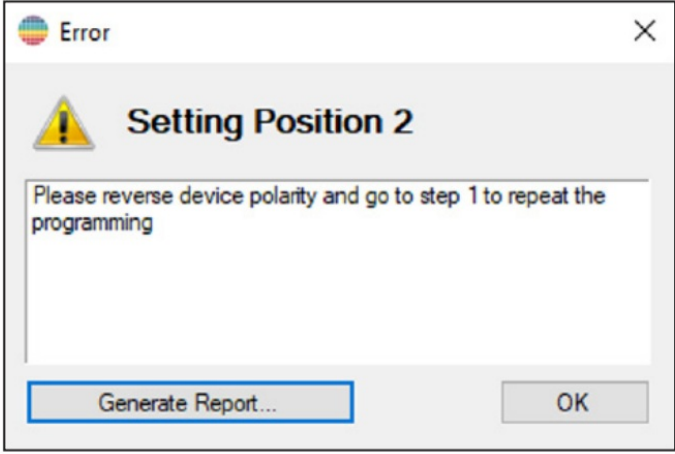 Error
Setting Position 2
Please reverse device polarity and go to step 1 to repeat the
programming
Generate Report...
OK